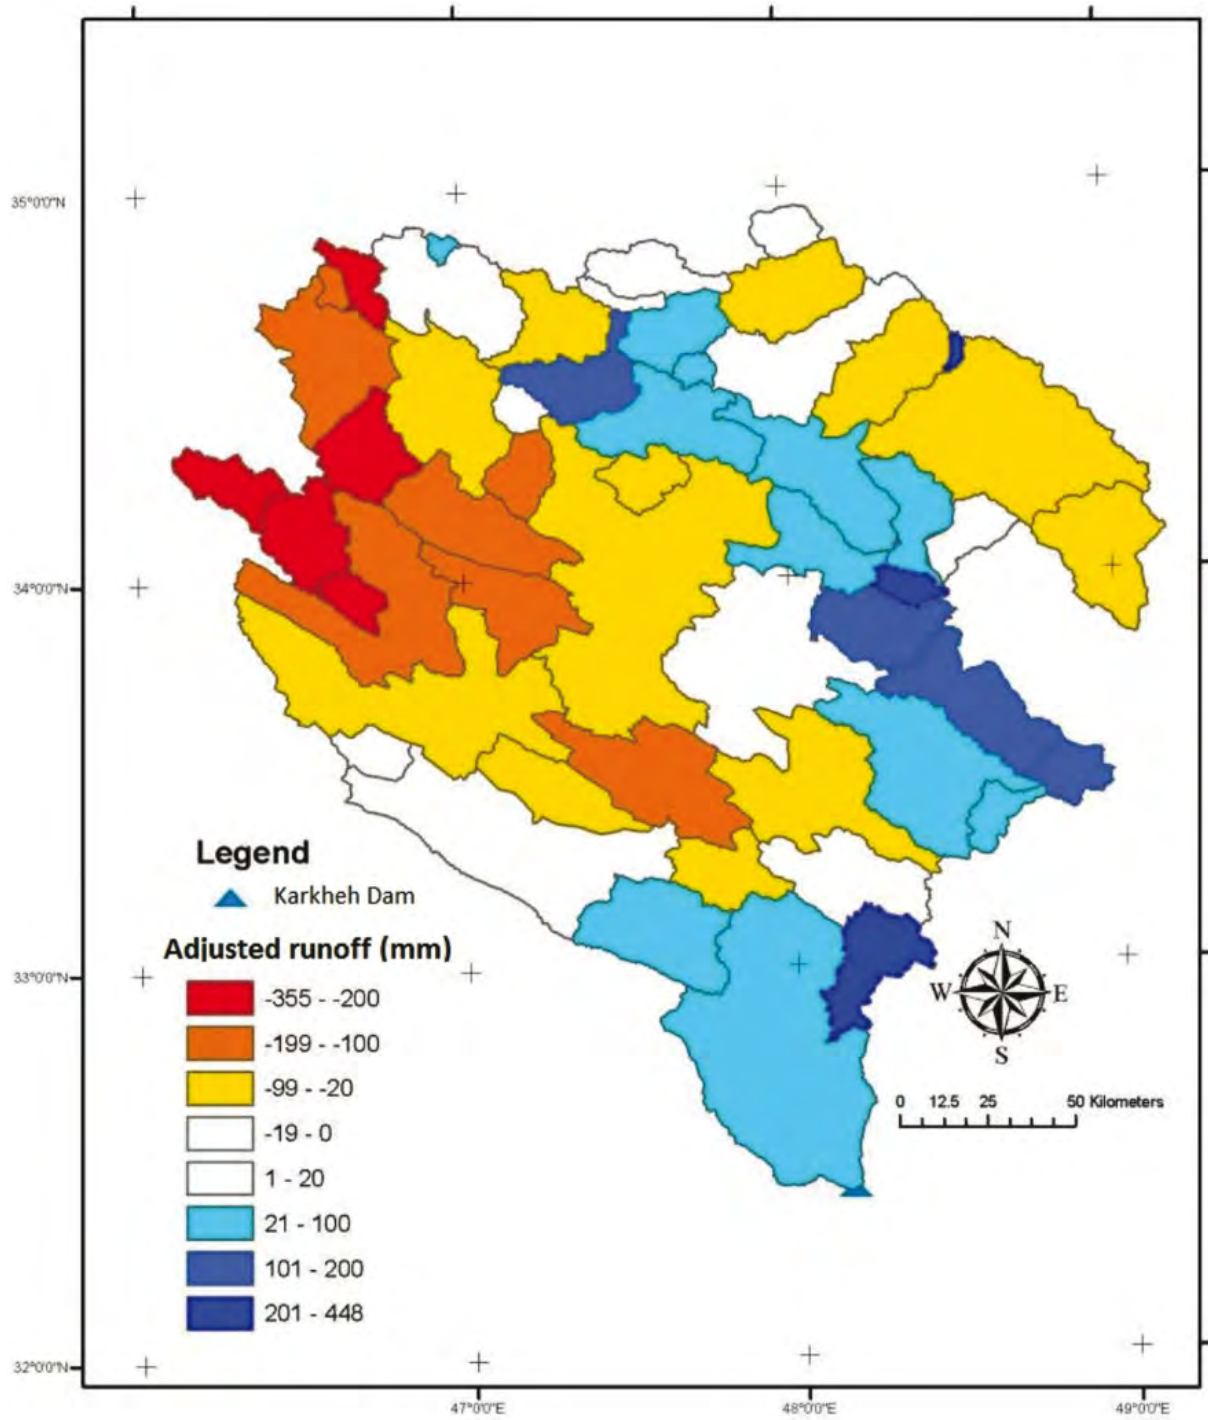 35°0'0"N
34°0'0"N
33°0'0"N
32°0'0"N
Legend
Karkheh Dam
Adjusted runoff (mm)
-355 - -200
-199 - -100
-99 - -20
-19 - 0
1 - 20
21 - 100
101 - 200
201 - 448
N
W E
S
0 12.5 25 50 Kilometers
47°0'0"E 48°0'0"E 49°0'0"E